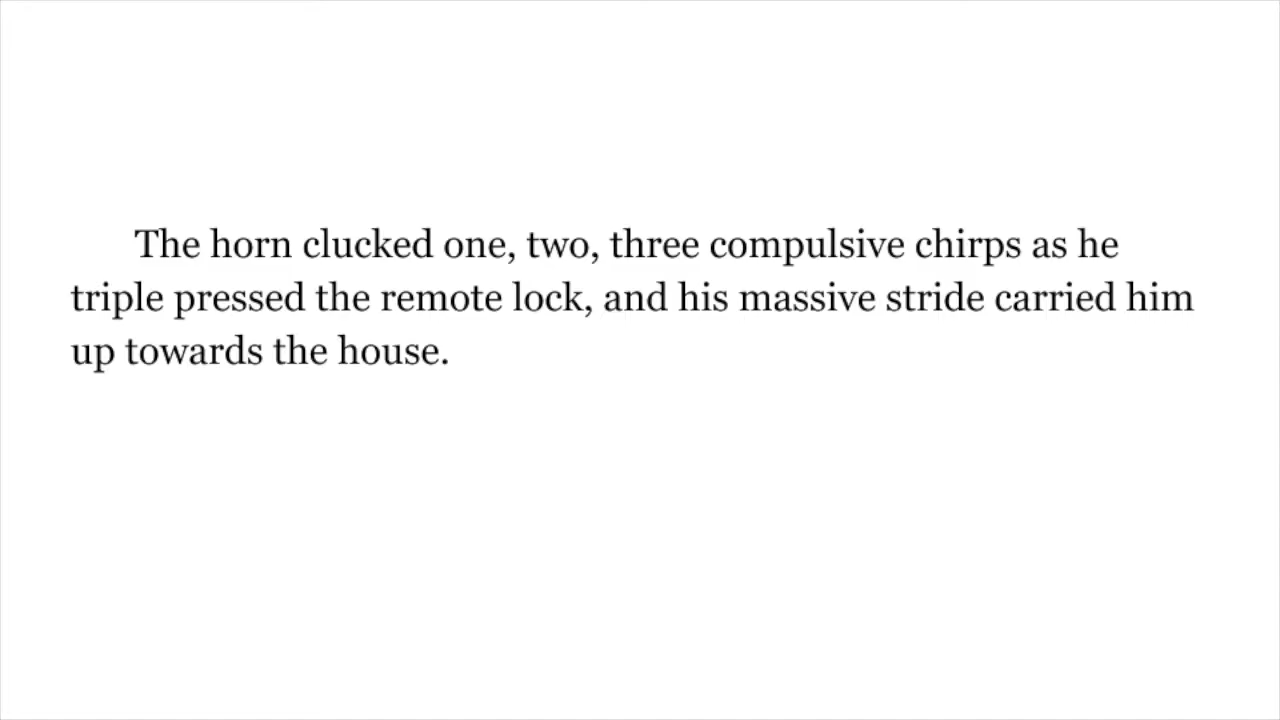 The horn clucked one, two, three compulsive chirps as he
triple pressed the remote lock, and his massive stride carried him
up towards the house.